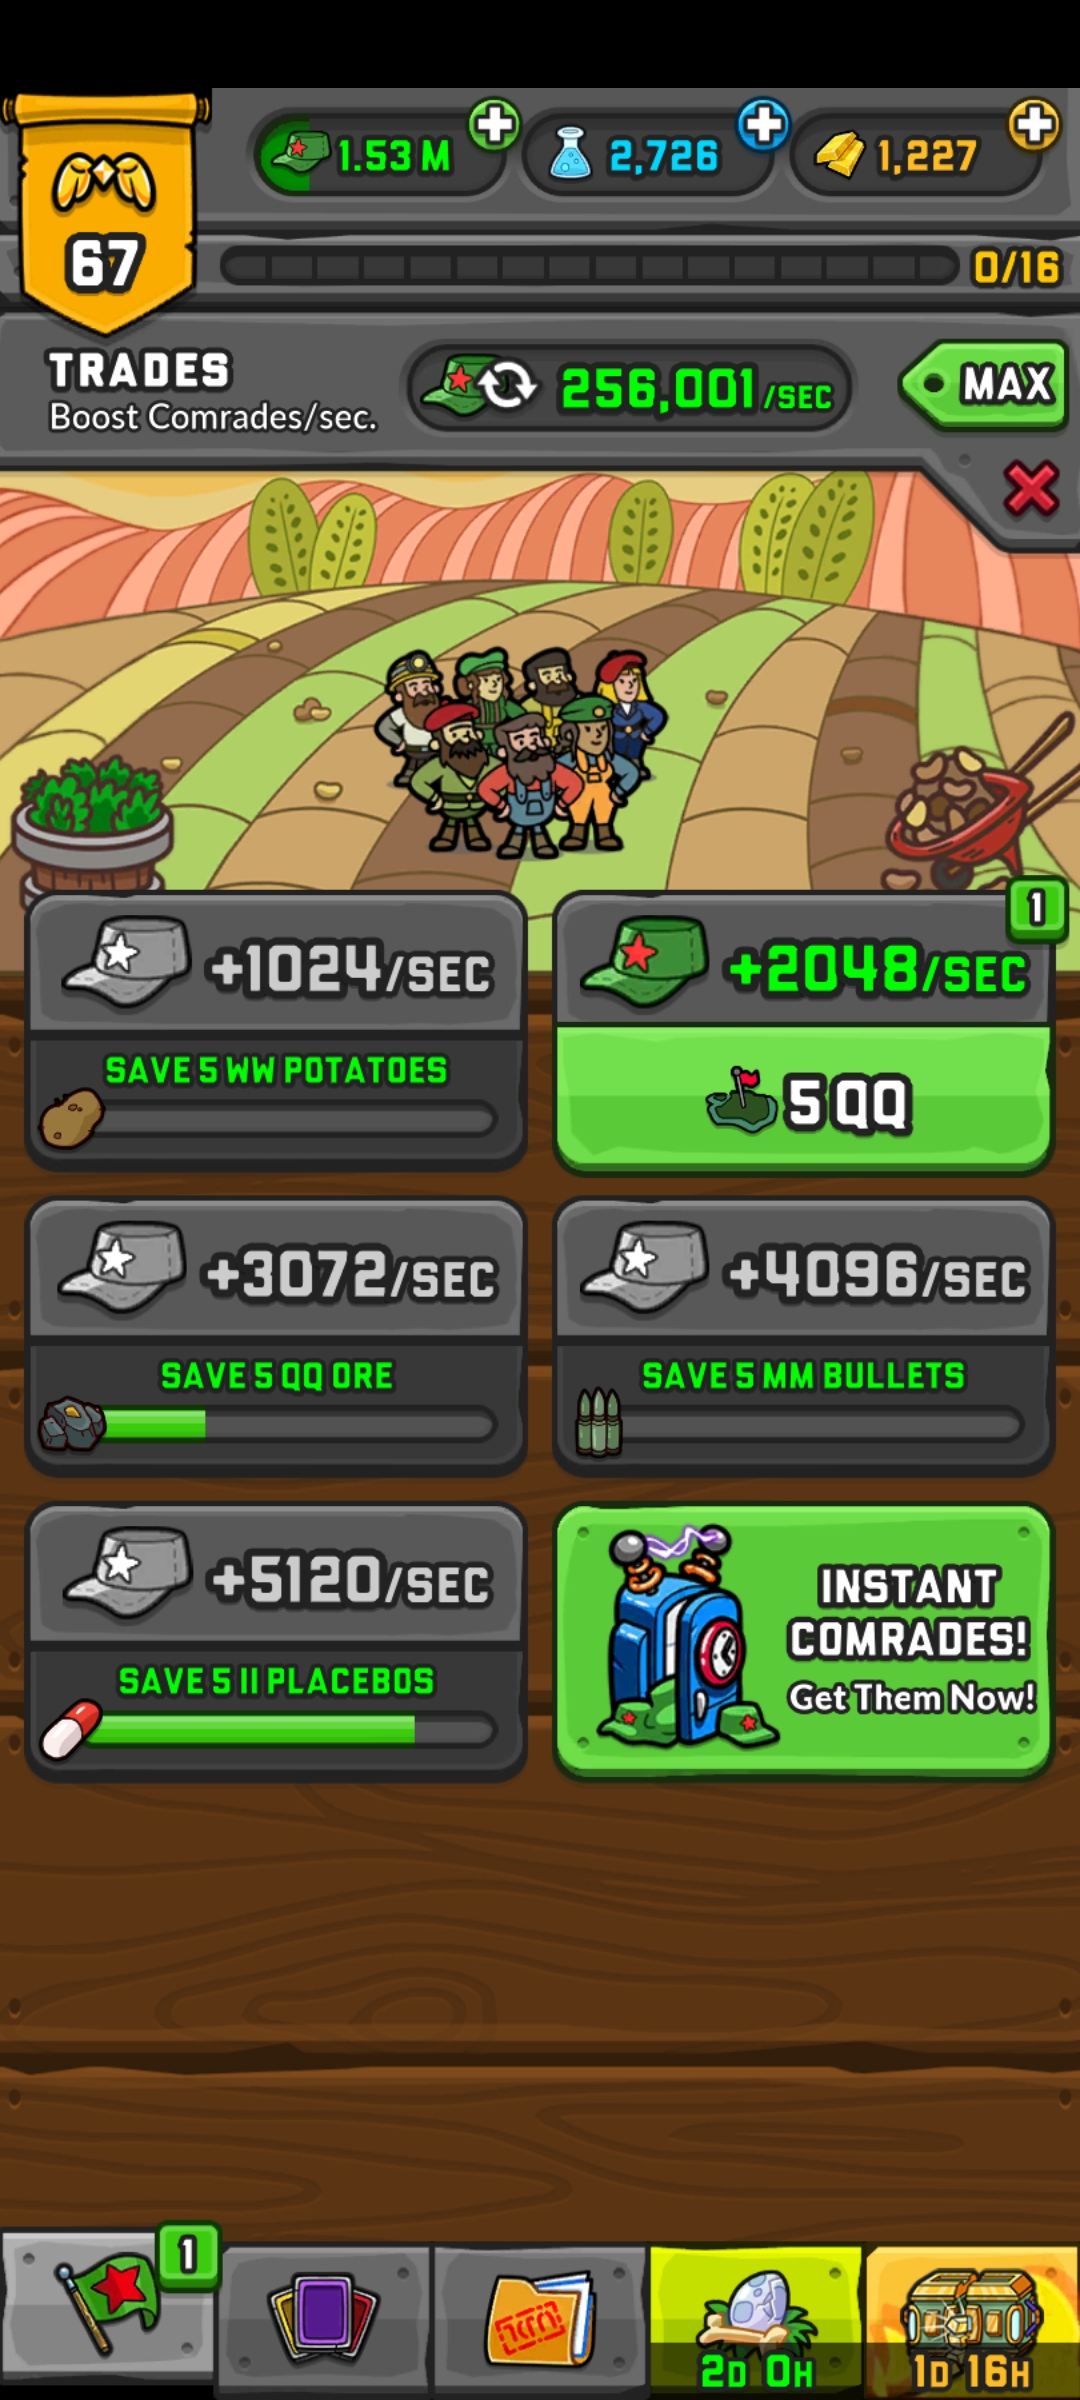 1.53 M
2,726
1,227
67
0/16
TRADES
Boost Comrades/sec.
256,001 /SEC
MAX
+1024/SEC
SAVE 5 WW POTATOES
1
+2048/SEC
5 QQ
+3072/SEC
SAVE 5 QQ ORE
+4096/SEC
SAVE 5 MM BULLETS
+5120/SEC
SAVE 5 II PLACEBOS
INSTANT
COMRADES!
Get Them Now!
1
2D 0H
1D 16H